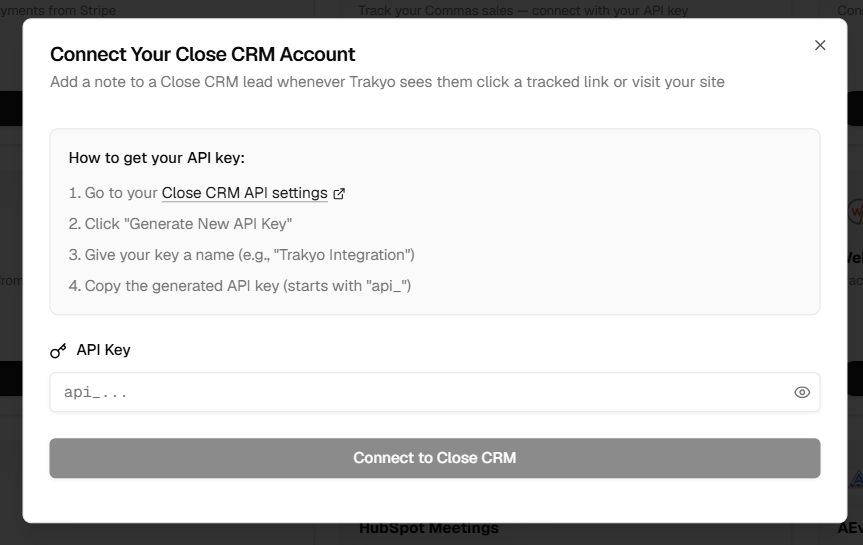 yments from Stripe
Track your Commas sales — connect with your API key
Con
Connect Your Close CRM Account
Add a note to a Close CRM lead whenever Trakyo sees them click a tracked link or visit your site
How to get your API key:
1. Go to your Close CRM API settings
2. Click "Generate New API Key"
3. Give your key a name (e.g., "Trakyo Integration")
4. Copy the generated API key (starts with "api_")
API Key
api_...
Connect to Close CRM
HubSpot Meetings
AEv